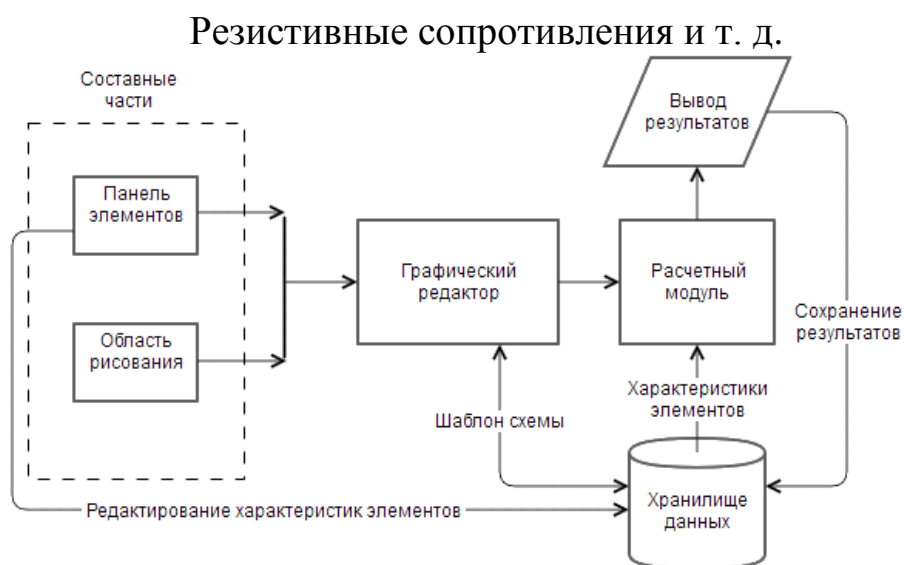 Резистивные сопротивления и т. д.
Составные
части
Вывод
результатов
Панель
элементов
Графический
редактор
Расчетный
модуль
Область
рисования
Сохранение
результатов
Характеристики
элементов
Шаблон схемы
Хранилище
данных
Редактирование характеристик элементов